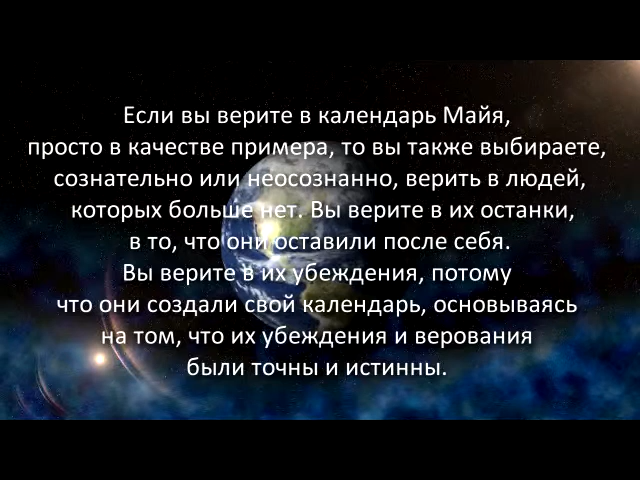 Если вы верите в календарь Майя,
просто в качестве примера, то вы также выбираете,
сознательно или неосознанно, верить в людей,
которых больше нет. Вы верите в их останки,
в то, что они оставили после себя.
Вы верите в их убеждения, потому
что они создали свой календарь, основываясь
на том, что их убеждения и верования
были точны и истинны.